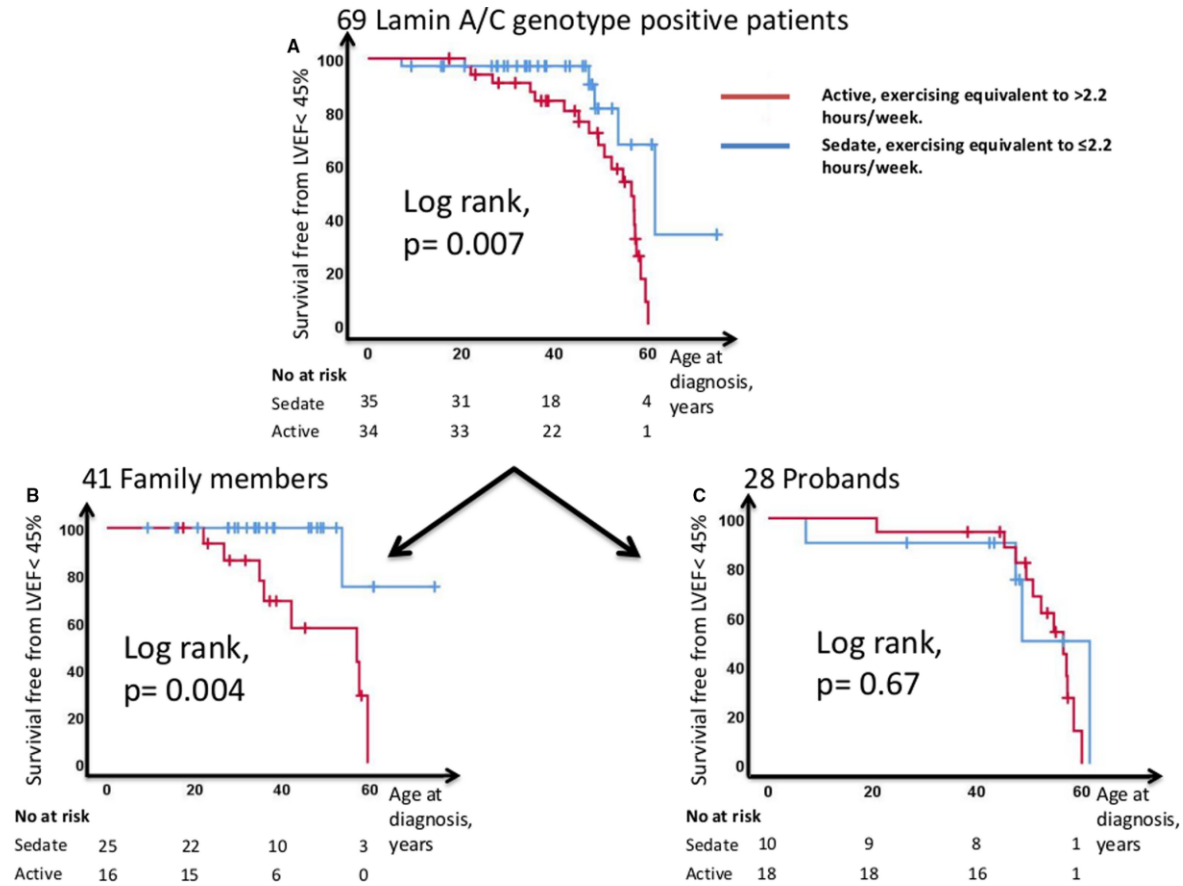 69 Lamin A/C genotype positive patients
A
Survivial free from LVEF< 45%
100
80
60
40
20
0
Log rank,
p= 0.007
Active, exercising equivalent to >2.2
hours/week.
Sedate, exercising equivalent to ≤2.2
hours/week.
0 20 40 60
Age at
diagnosis,
years
No at risk
Sedate 35 31 18 4
Active 34 33 22 1
41 Family members
B
Survivial free from LVEF< 45%
100
80
60
40
20
0
Log rank,
p= 0.004
0 20 40 60
Age at
diagnosis,
years
No at risk
Sedate 25 22 10 3
Active 16 15 6 0
28 Probands
C
Survivial free from LVEF< 45%
100
80
60
40
20
0
Log rank,
p= 0.67
0 20 40 60
Age at
diagnosis,
years
No at risk
Sedate 10 9 8 1
Active 18 18 16 1